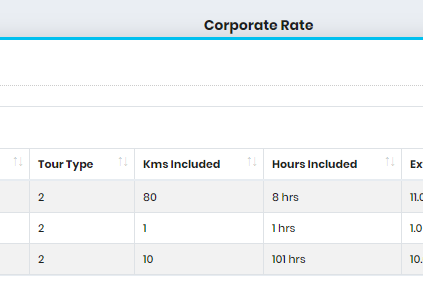 Corporate Rate
Tour Type Kms Included Hours Included Ex
2 80 8 hrs 11.0
2 1 1 hrs 1.0
2 10 101 hrs 10.